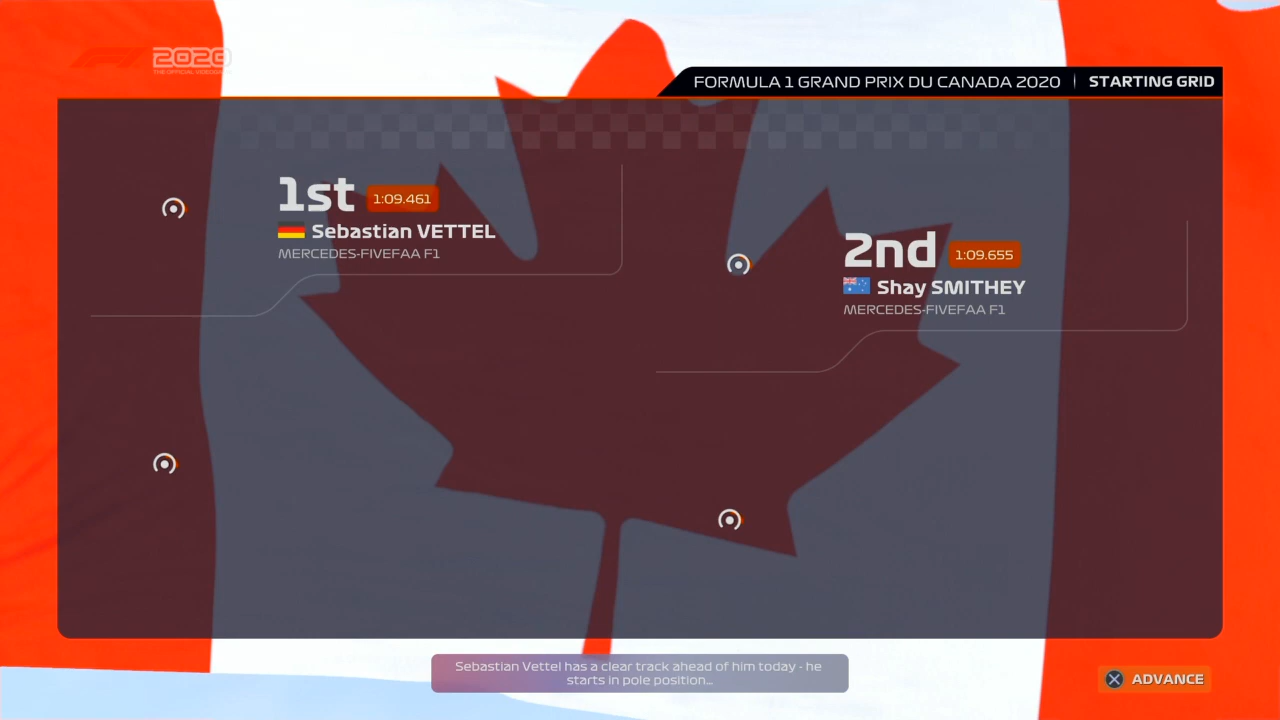 F1 2020
THE OFFICIAL VIDEOGAME
FORMULA 1 GRAND PRIX DU CANADA 2020 | STARTING GRID
1st 1:09.461
Sebastian VETTEL
MERCEDES-FIVEFAA F1
2nd 1:09.655
Shay SMITHEY
MERCEDES-FIVEFAA F1
Sebastian Vettel has a clear track ahead of him today - he
starts in pole position...
ADVANCE